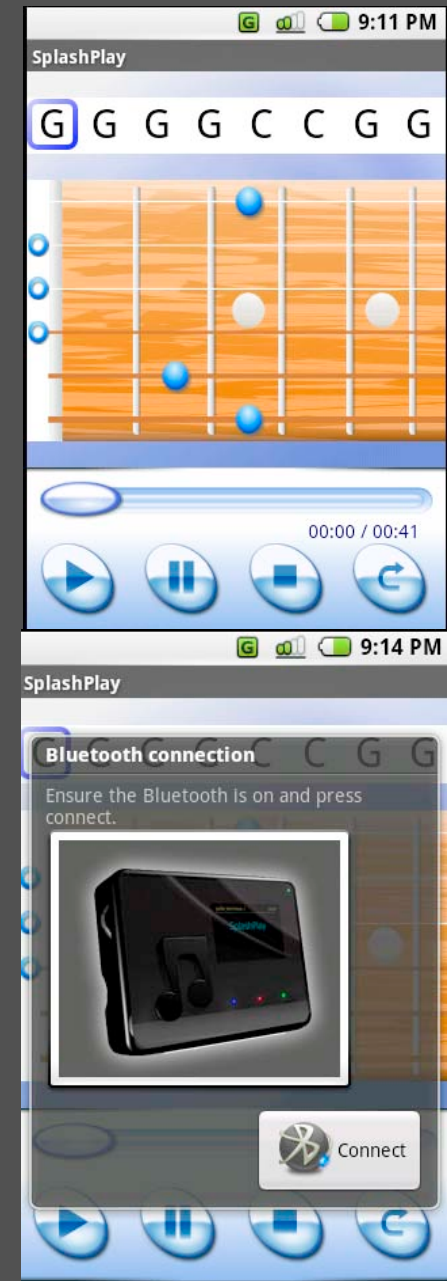 G 9:11 PM
SplashPlay
G G G G C C G G
00:00 / 00:41
G 9:14 PM
SplashPlay
G G G G C C G G
Bluetooth connection
Ensure the Bluetooth is on and press
connect.
SplashPlay
Connect